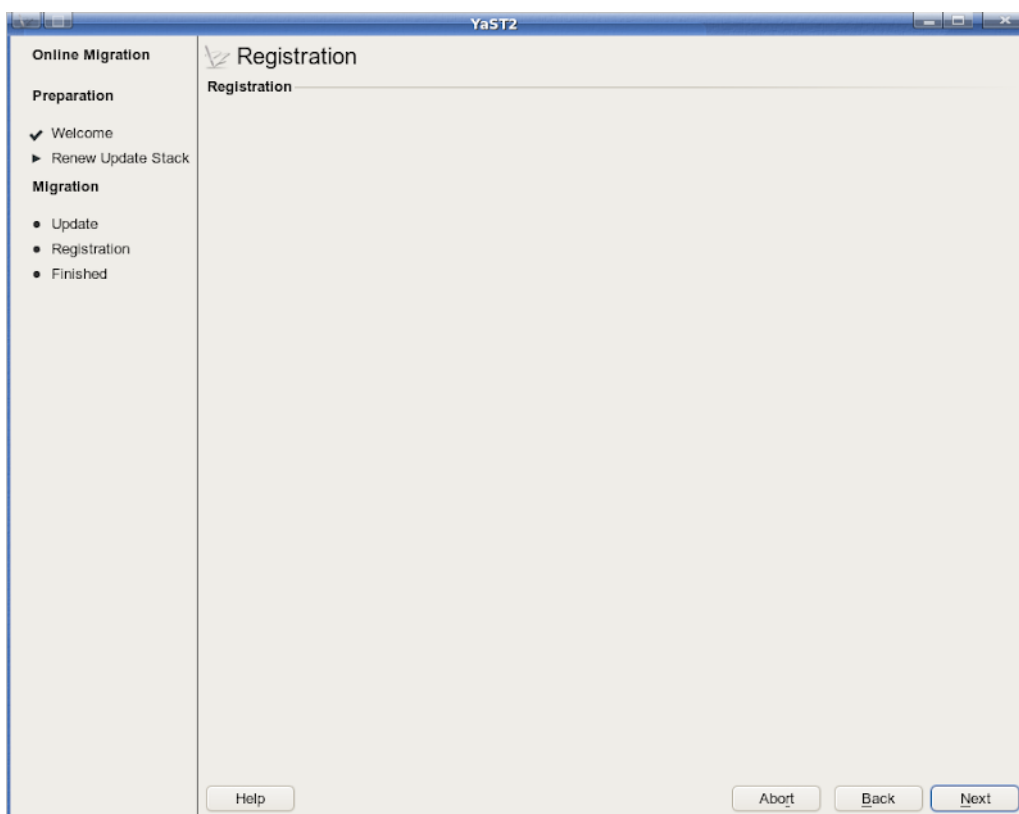 YaST2
Online Migration
Preparation
Welcome
Renew Update Stack
Migration
Update
Registration
Finished
Registration
Registration
Help
Abort
Back
Next